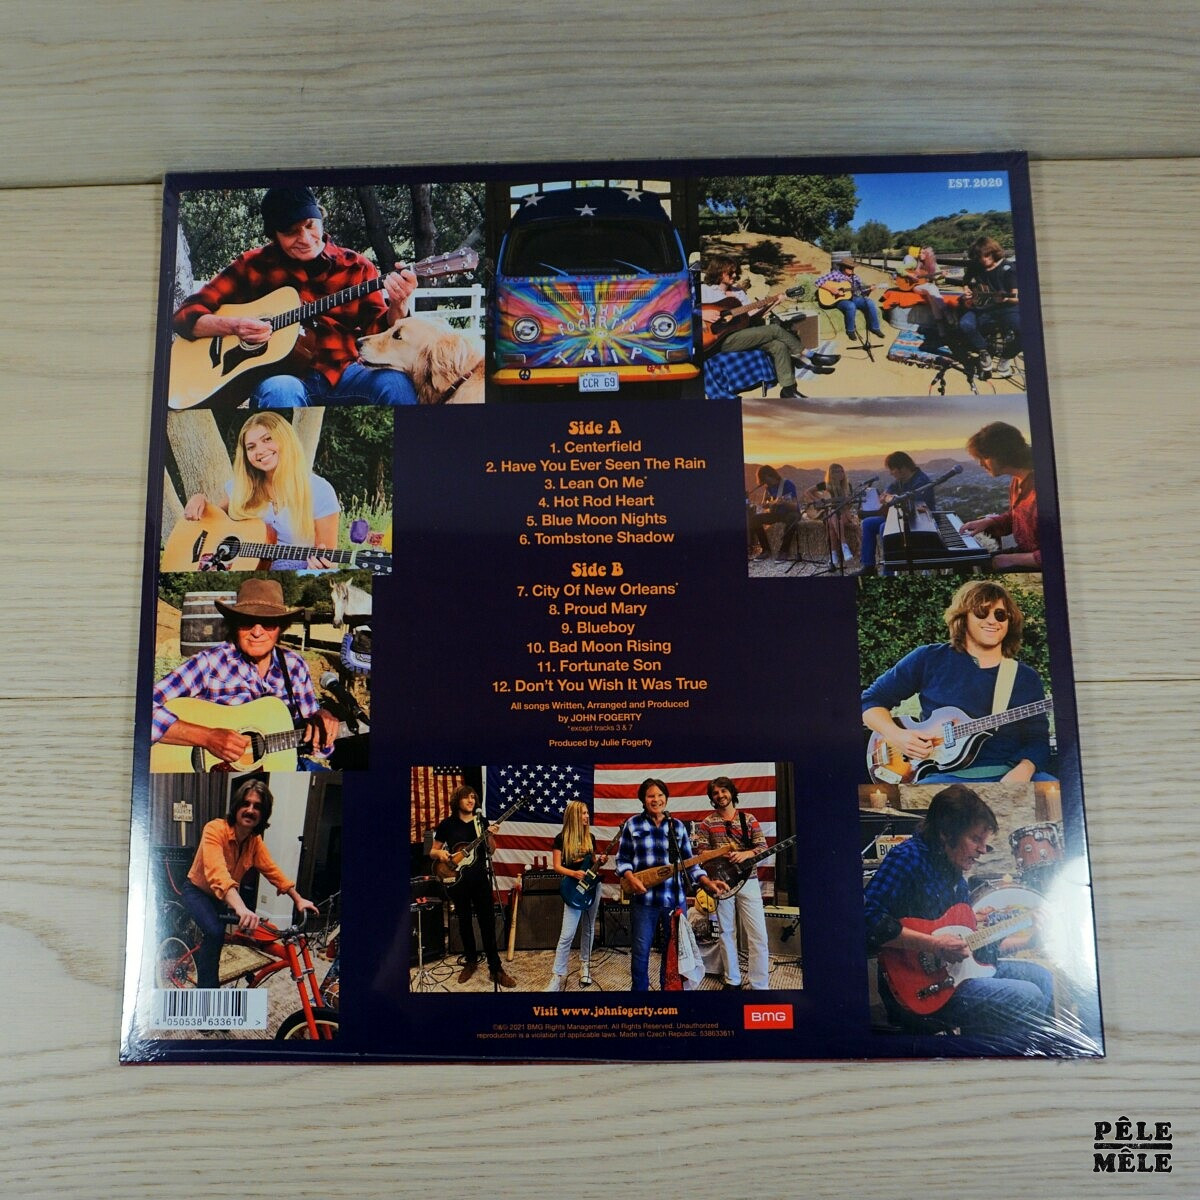 EST. 2020
JOHN
FOGERTY'S
TRIP
CCR 69
Side A
1. Centerfield
2. Have You Ever Seen The Rain
3. Lean On Me*
4. Hot Rod Heart
5. Blue Moon Nights
6. Tombstone Shadow
Side B
7. City Of New Orleans*
8. Proud Mary
9. Blueboy
10. Bad Moon Rising
11. Fortunate Son
12. Don't You Wish It Was True
All songs Written, Arranged and Produced
by JOHN FOGERTY
*except tracks 3 & 7
Produced by Julie Fogerty
4 050538 633610 >
Visit www.johnfogerty.com
℗&© 2021 BMG Rights Management. All Rights Reserved. Unauthorized
reproduction is a violation of applicable laws. Made in Czech Republic. 538633611
BMG
PÊLE
MÊLE